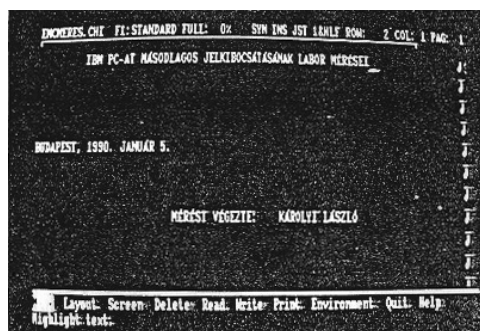 ENCMERES.CHI FI:STANDARD FULL: 0% SYN INS JST 1&HLF ROW: 2 COL: 1 PAG: 1
IBM PC-AT MÁSODLAGOS JELKIBOCSÁTÁSÁNAK LABOR MÉRÉSEI
BUDAPEST, 1990. JANUÁR 5.
MÉRÉST VÉGEZTE: KÁROLYI LÁSZLÓ
Layout Screen Delete Read Write Print Environment Quit Help
Highlight text